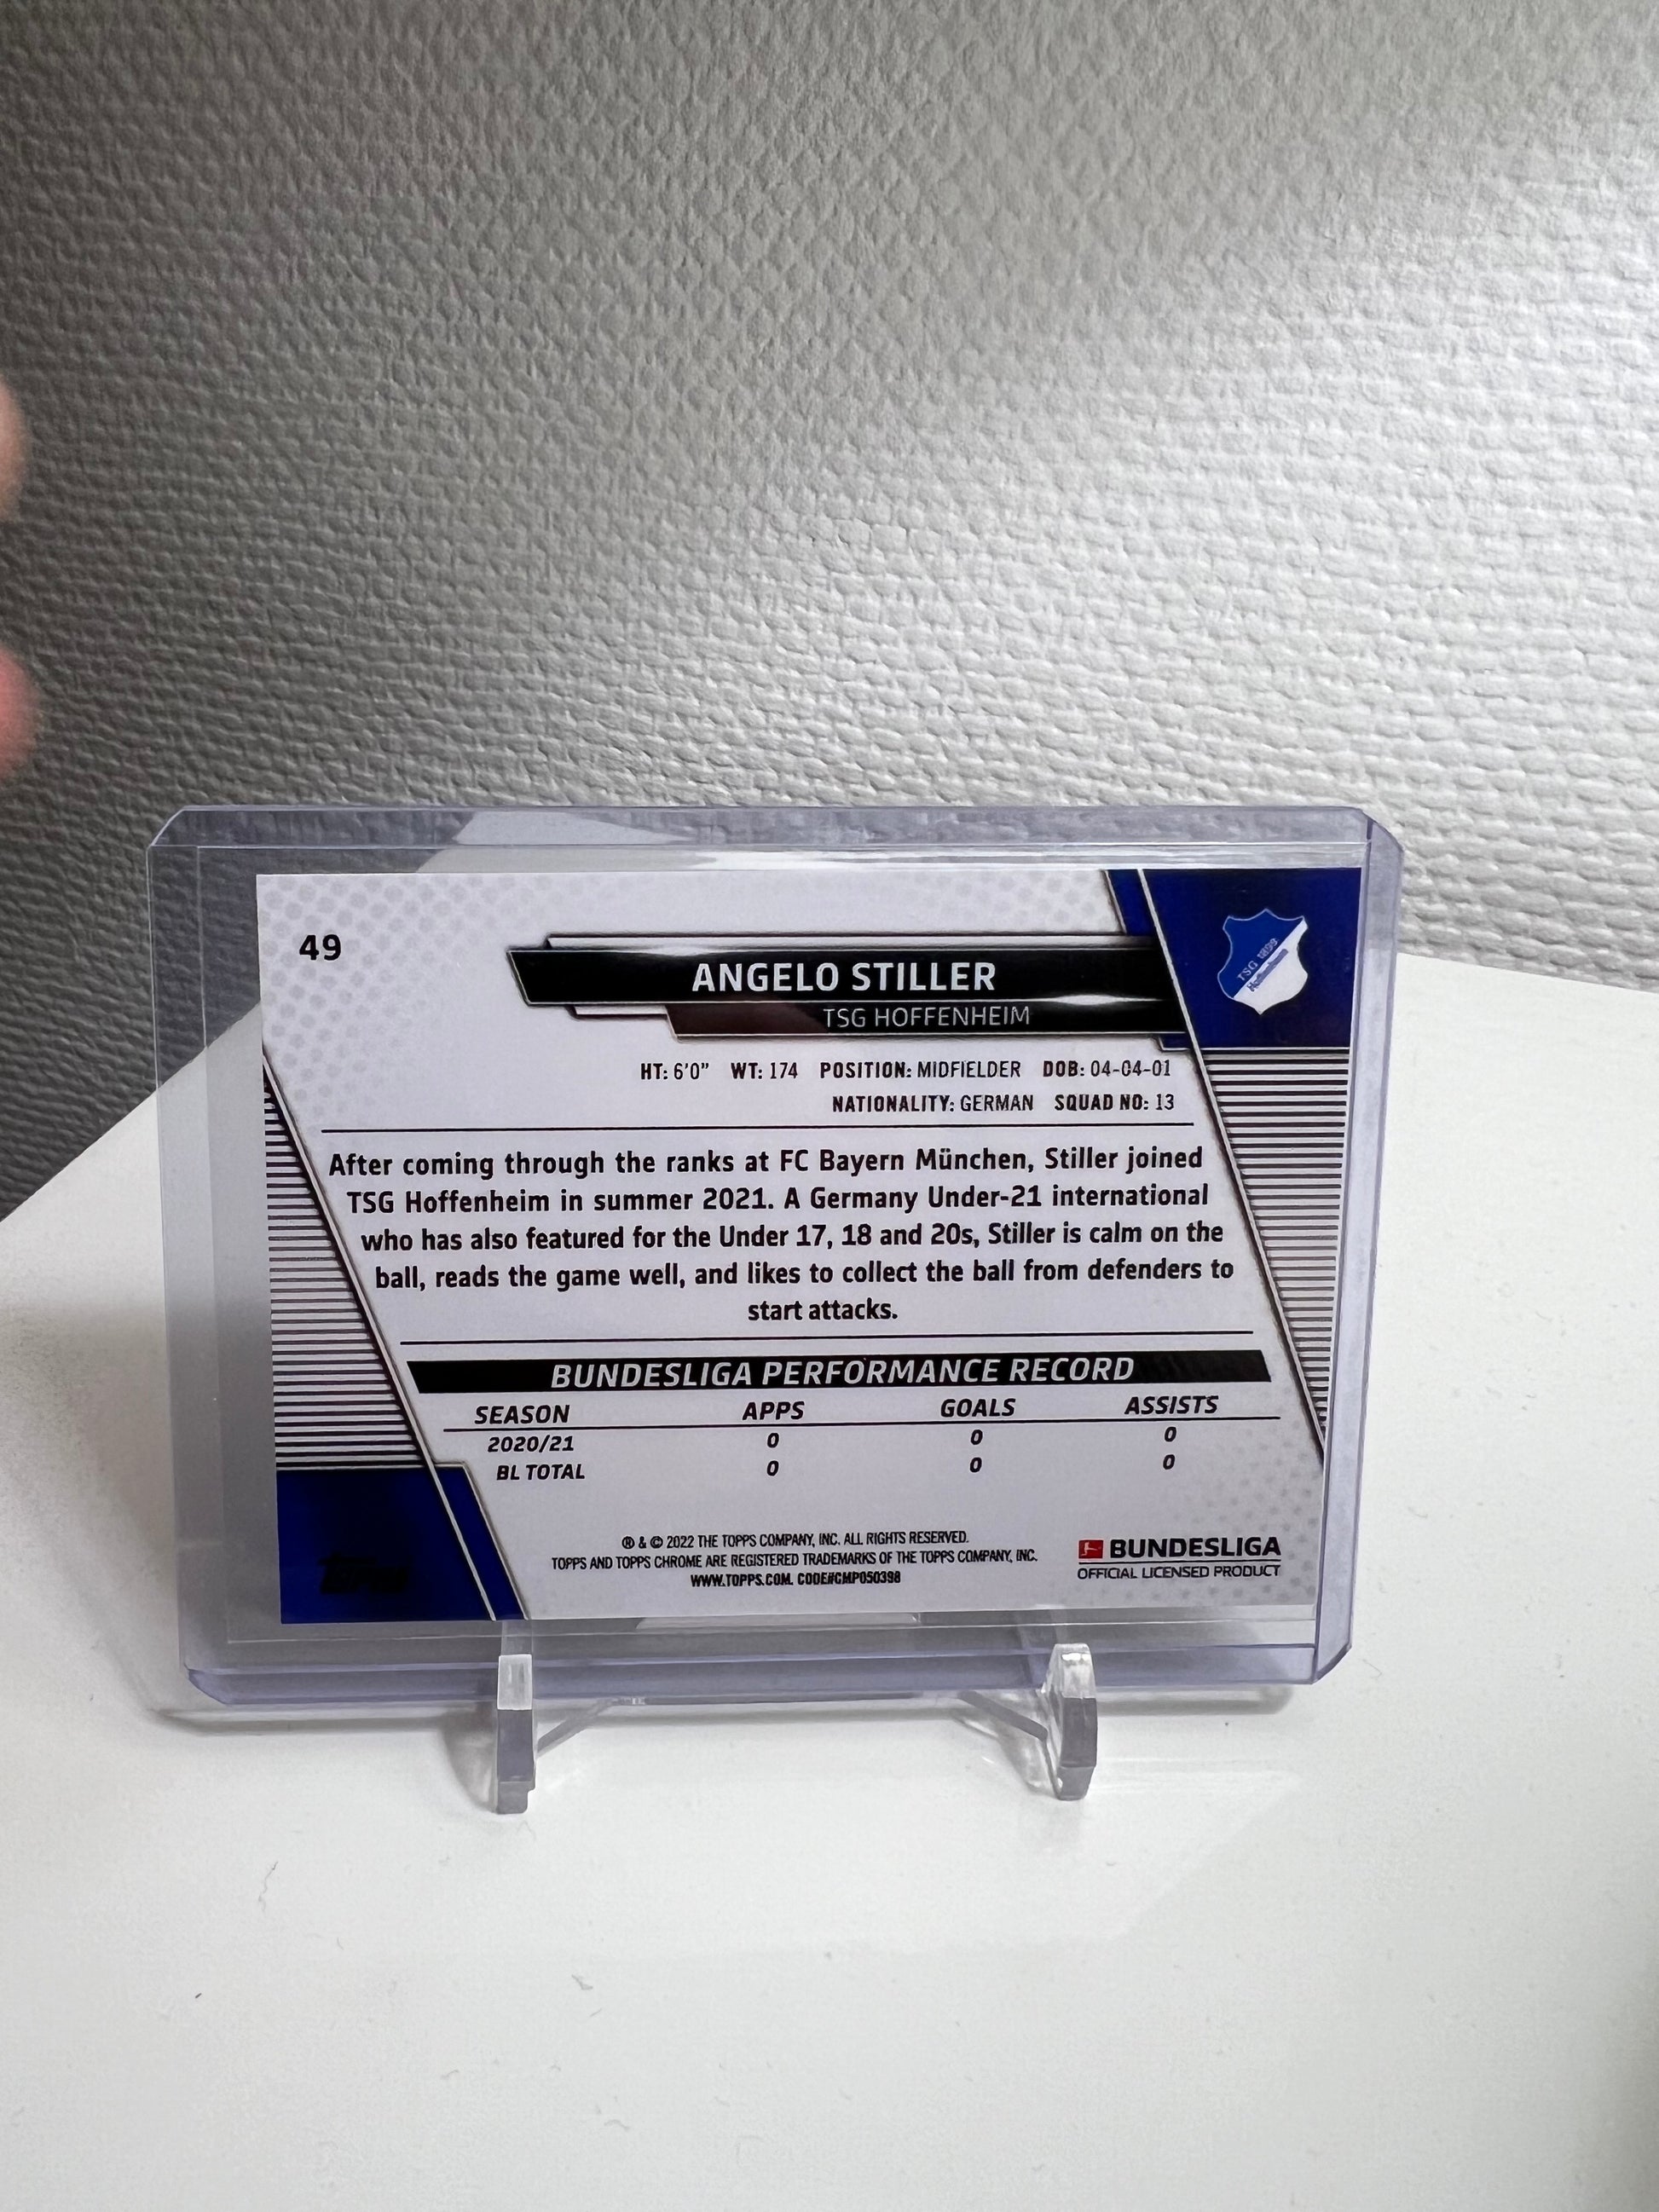 49
ANGELO STILLER
TSG HOFFENHEIM
TSG 1899
HT: 6'0" WT: 174 POSITION: MIDFIELDER DOB: 04-04-01
NATIONALITY: GERMAN SQUAD NO: 13
After coming through the ranks at FC Bayern München, Stiller joined
TSG Hoffenheim in summer 2021. A Germany Under-21 international
who has also featured for the Under 17, 18 and 20s, Stiller is calm on the
ball, reads the game well, and likes to collect the ball from defenders to
start attacks.
BUNDESLIGA PERFORMANCE RECORD
SEASON APPS GOALS ASSISTS
2020/21 0 0 0
BL TOTAL 0 0 0
® & © 2022 THE TOPPS COMPANY, INC. ALL RIGHTS RESERVED.
TOPPS AND TOPPS CHROME ARE REGISTERED TRADEMARKS OF THE TOPPS COMPANY, INC.
WWW.TOPPS.COM. CODE#CMP050398
BUNDESLIGA
OFFICIAL LICENSED PRODUCT